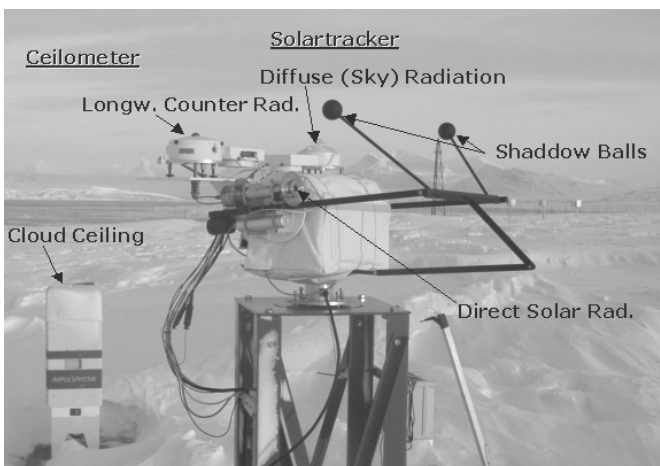 Ceilometer
Solartracker
Diffuse (Sky) Radiation
Longw. Counter Rad.
Shaddow Balls
Cloud Ceiling
Direct Solar Rad.
IMPULSPHYSIK